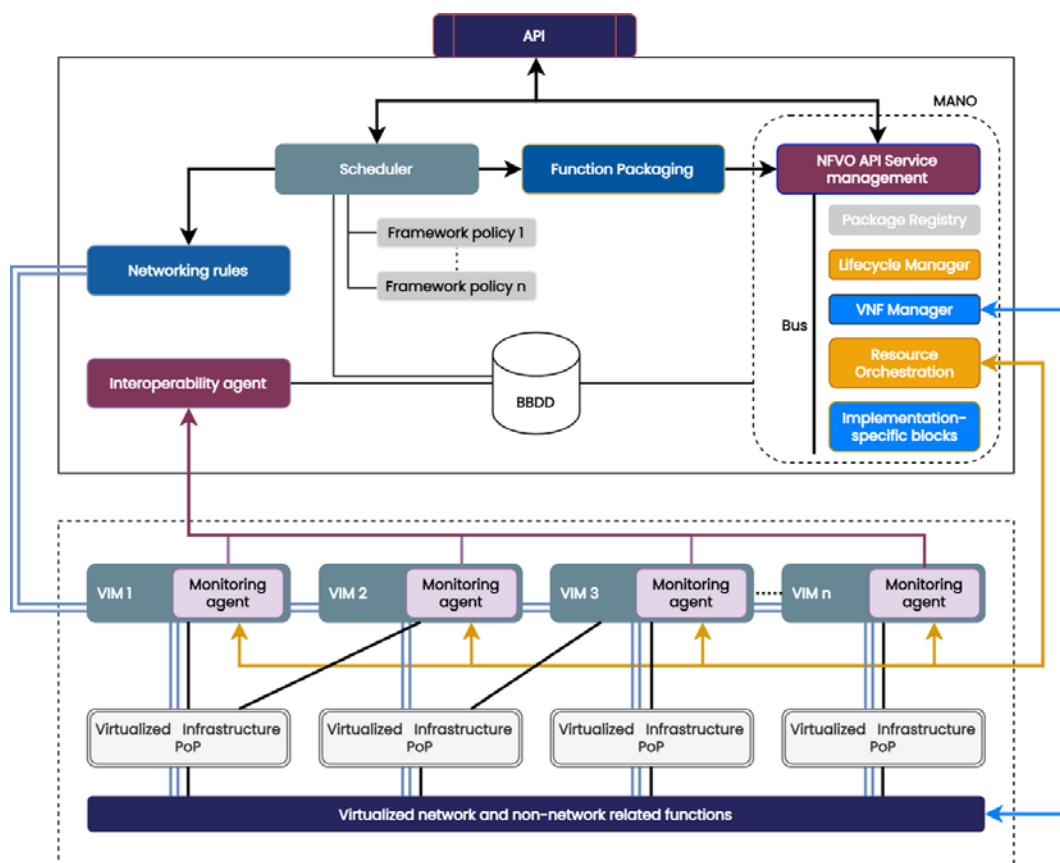 API
MANO
Scheduler
Function Packaging
NFVO API Service
management
Package Registry
Framework policy 1
Networking rules
Lifecycle Manager
Framework policy n
VNF Manager
Bus
Resource
Orchestration
Interoperability agent
BBDD
Implementation-
specific blocks
VIM 1
Monitoring
agent
VIM 2
Monitoring
agent
VIM 3
Monitoring
agent
VIM n
Monitoring
agent
Virtualized Infrastructure
PoP
Virtualized Infrastructure
PoP
Virtualized Infrastructure
PoP
Virtualized Infrastructure
PoP
Virtualized network and non-network related functions